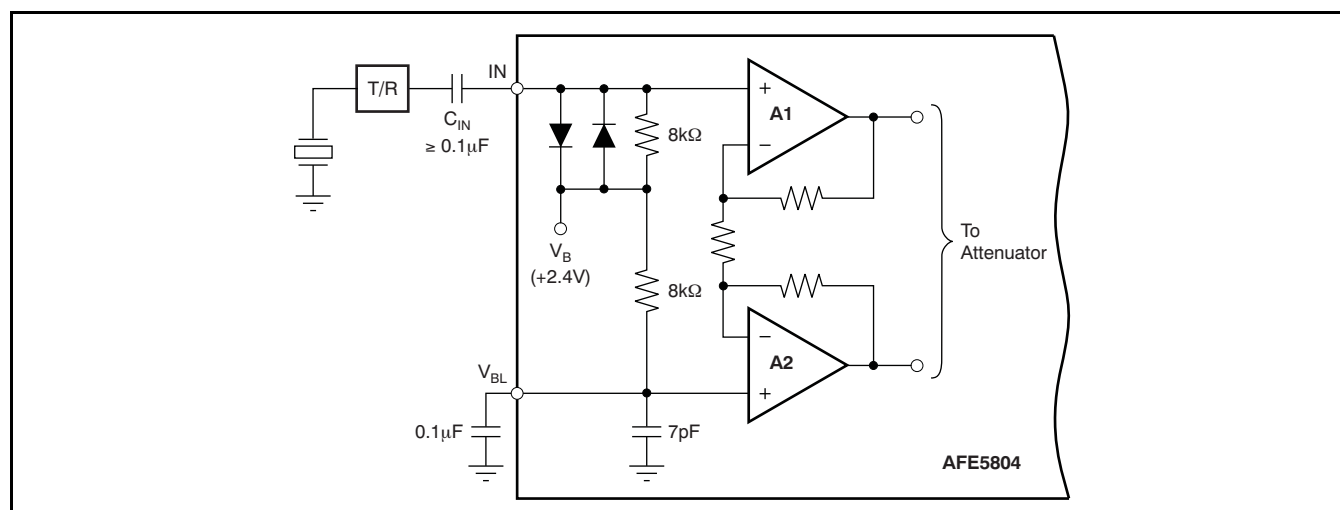 T/R
C_IN
≥ 0.1μF
IN
8kΩ
V_B
(+2.4V)
8kΩ
V_BL
0.1μF
7pF
+
A1
−
−
A2
+
To
Attenuator
AFE5804